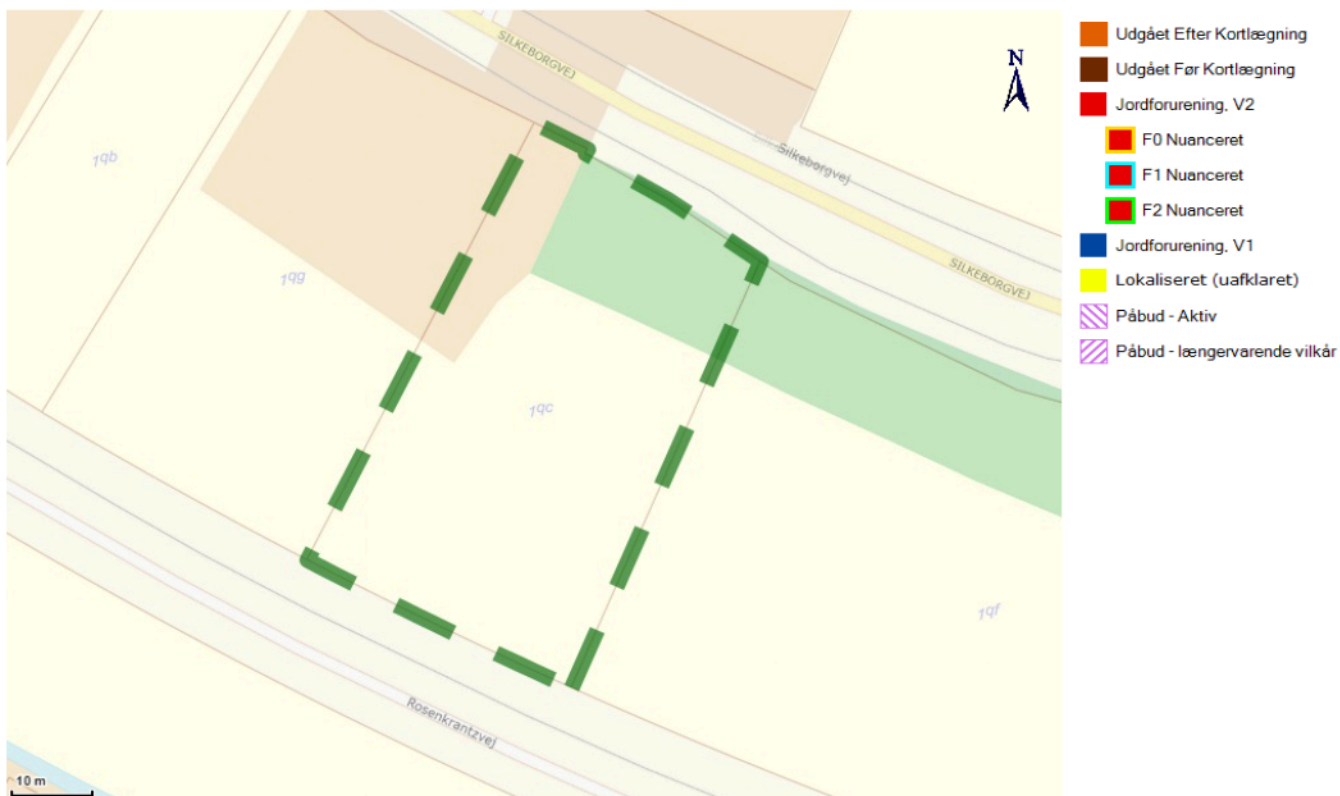 SILKEBORGVEJ
N
Silkeborgvej
1qb
SILKEBORGVEJ
1qg
1qc
1qf
Rosenkrantzvej
10 m
Udgået Efter Kortlægning
Udgået Før Kortlægning
Jordforurening, V2
F0 Nuanceret
F1 Nuanceret
F2 Nuanceret
Jordforurening, V1
Lokaliseret (uafklaret)
Påbud - Aktiv
Påbud - længervarende vilkår